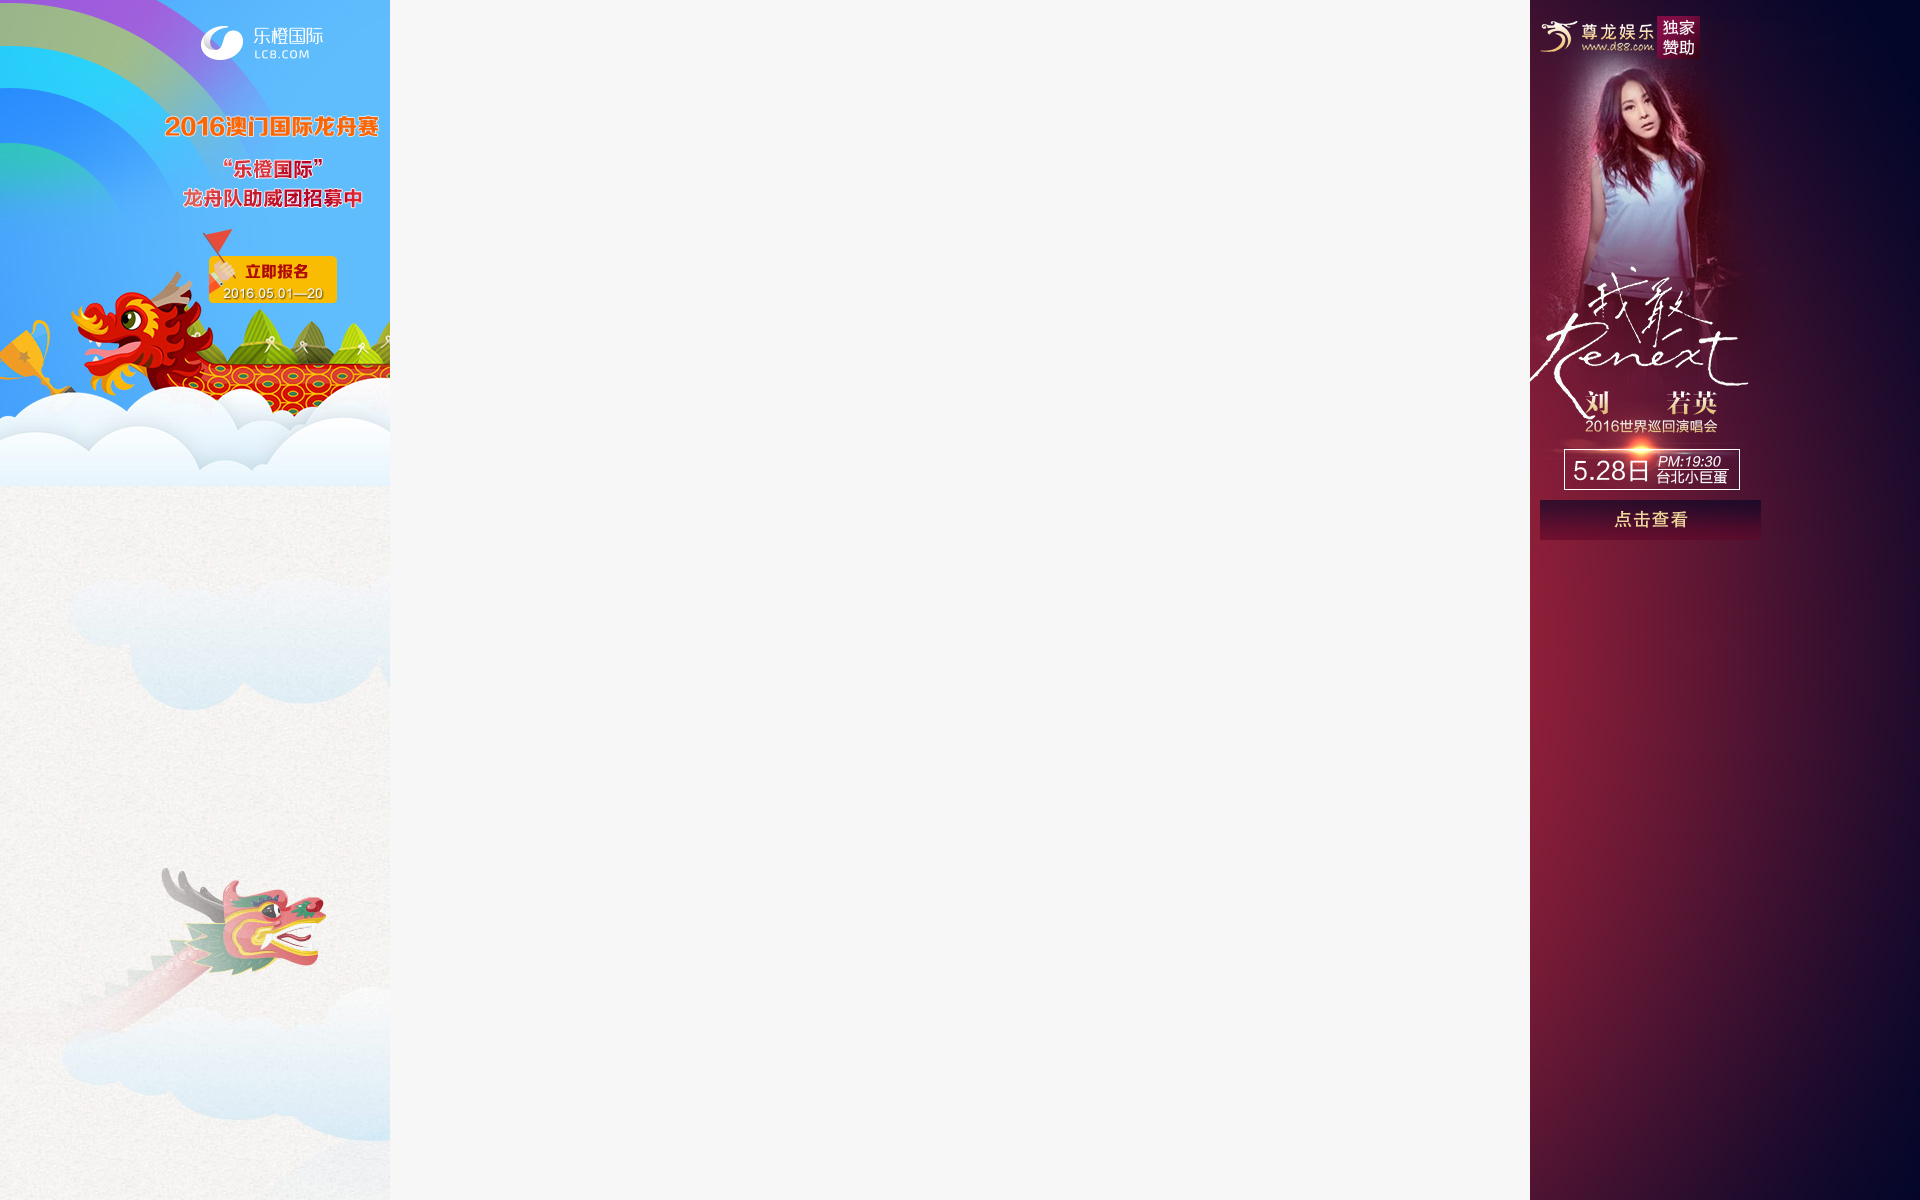 乐橙国际
LC8.COM
2016澳门国际龙舟赛
“乐橙国际”
龙舟队助威团招募中
立即报名
2016.05.01—20
尊龙娱乐
www.d88.com
独家
赞助
我敢
Renext
刘 若英
2016世界巡回演唱会
5.28日
PM:19:30
台北小巨蛋
点击查看